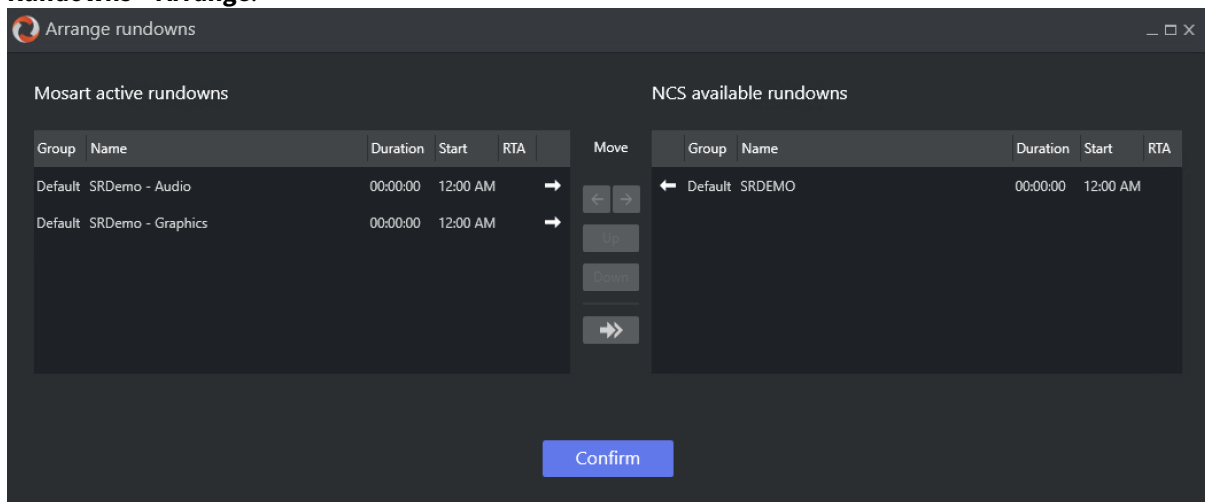 Rundowns - Arrange.
Arrange rundowns
Mosart active rundowns
NCS available rundowns
Group Name Duration Start RTA
Move
Group Name Duration Start RTA
Default SRDemo - Audio 00:00:00 12:00 AM
Default SRDEMO 00:00:00 12:00 AM
Default SRDemo - Graphics 00:00:00 12:00 AM
Up
Down
Confirm